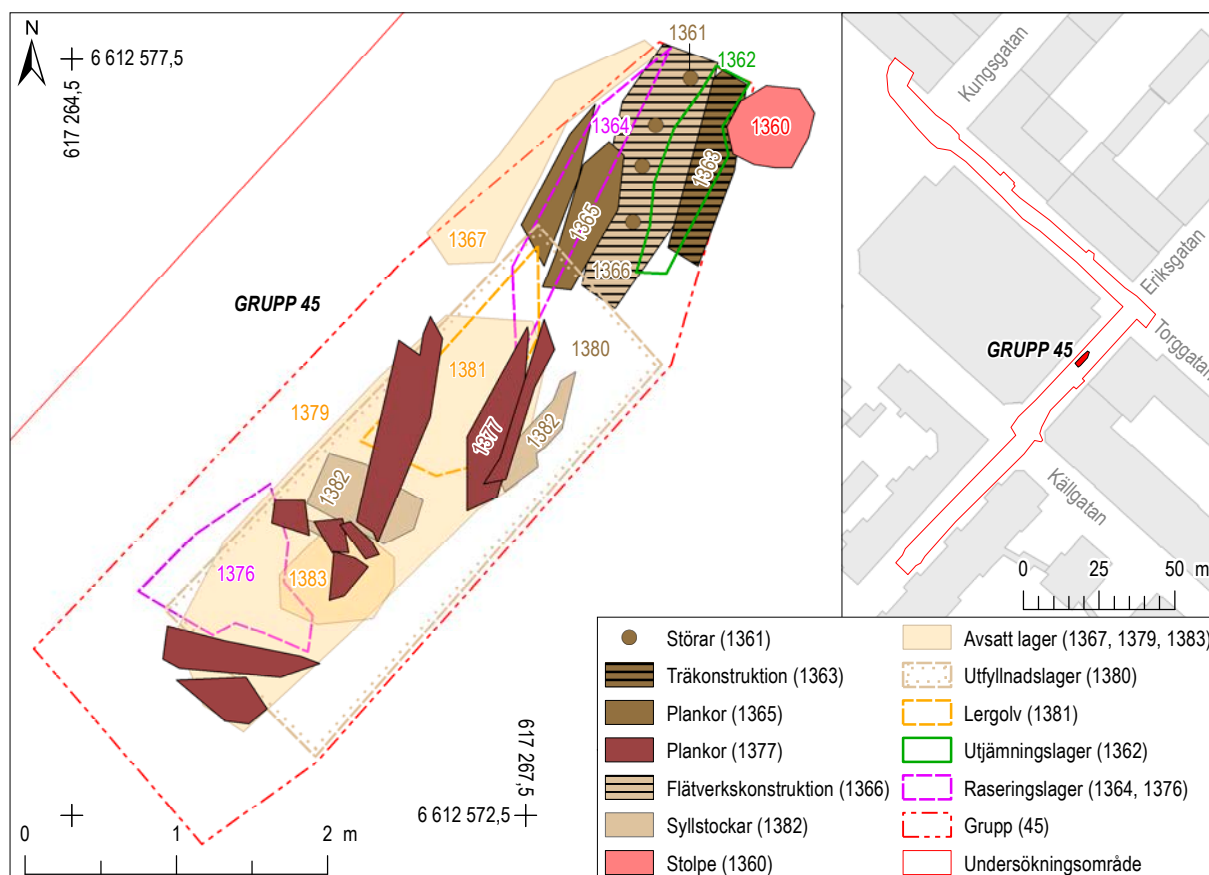 N
6 612 577,5
617 264,5
1361
1362
1364
1360
1363
1365
1367
1366
GRUPP 45
1380
1381
1379
1377
1382
1382
1376
1383
617 267,5
6 612 572,5
0 1 2 m
Kungsgatan
Eriksgatan
Torggatan
GRUPP 45
Källgatan
0 25 50 m
Störar (1361)
Träkonstruktion (1363)
Plankor (1365)
Plankor (1377)
Flätverkskonstruktion (1366)
Syllstockar (1382)
Stolpe (1360)
Avsatt lager (1367, 1379, 1383)
Utfyllnadslager (1380)
Lergolv (1381)
Utjämningslager (1362)
Raseringslager (1364, 1376)
Grupp (45)
Undersökningsområde